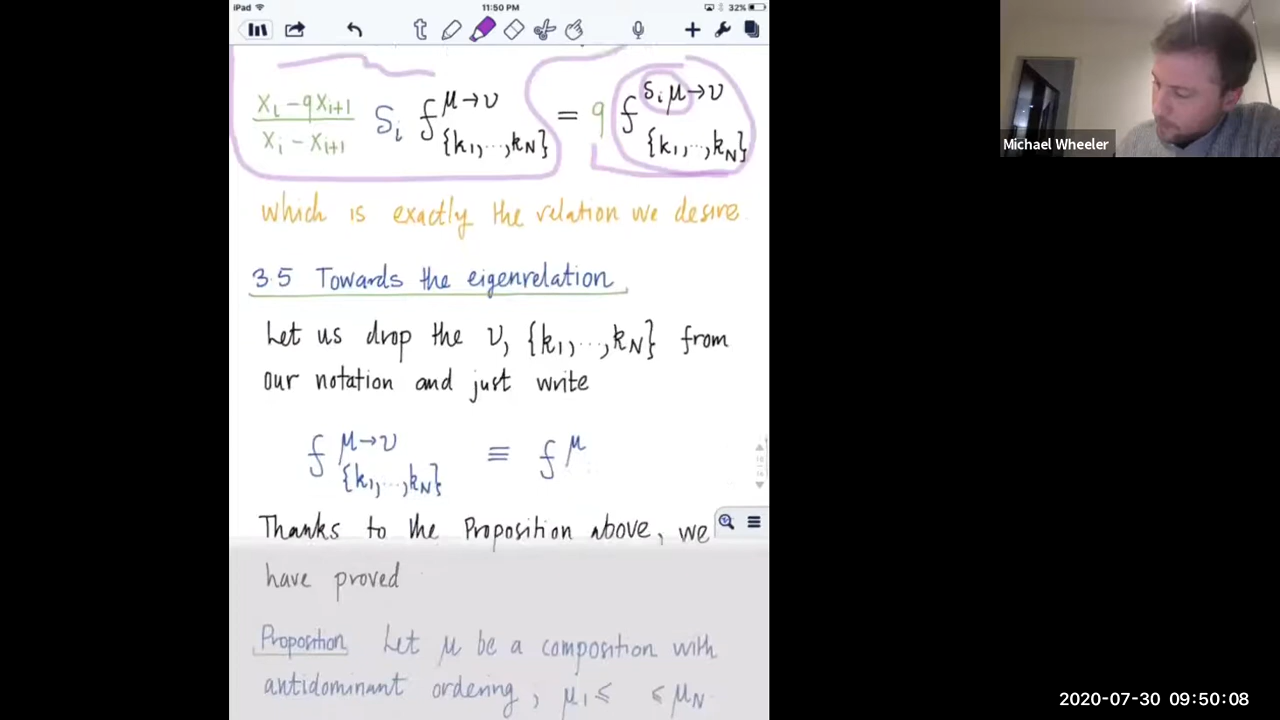 iPad 11:50 PM 32%
t
x_i - qx_{i+1} / x_i - x_{i+1} S_i f^{μ→ν}_{{k_1,...,k_N}} = q f^{s_iμ→ν}_{{k_1,...,k_N}}
which is exactly the relation we desire
3.5 Towards the eigenrelation
Let us drop the ν, {k_1,...,k_N} from
our notation and just write
f^{μ→ν}_{{k_1,...,k_N}} ≡ f^μ
Thanks to the Proposition above, we
have proved
Proposition Let μ be a composition with
antidominant ordering, μ_1 ≤ ≤ μ_N
Michael Wheeler
2020-07-30 09:50:08